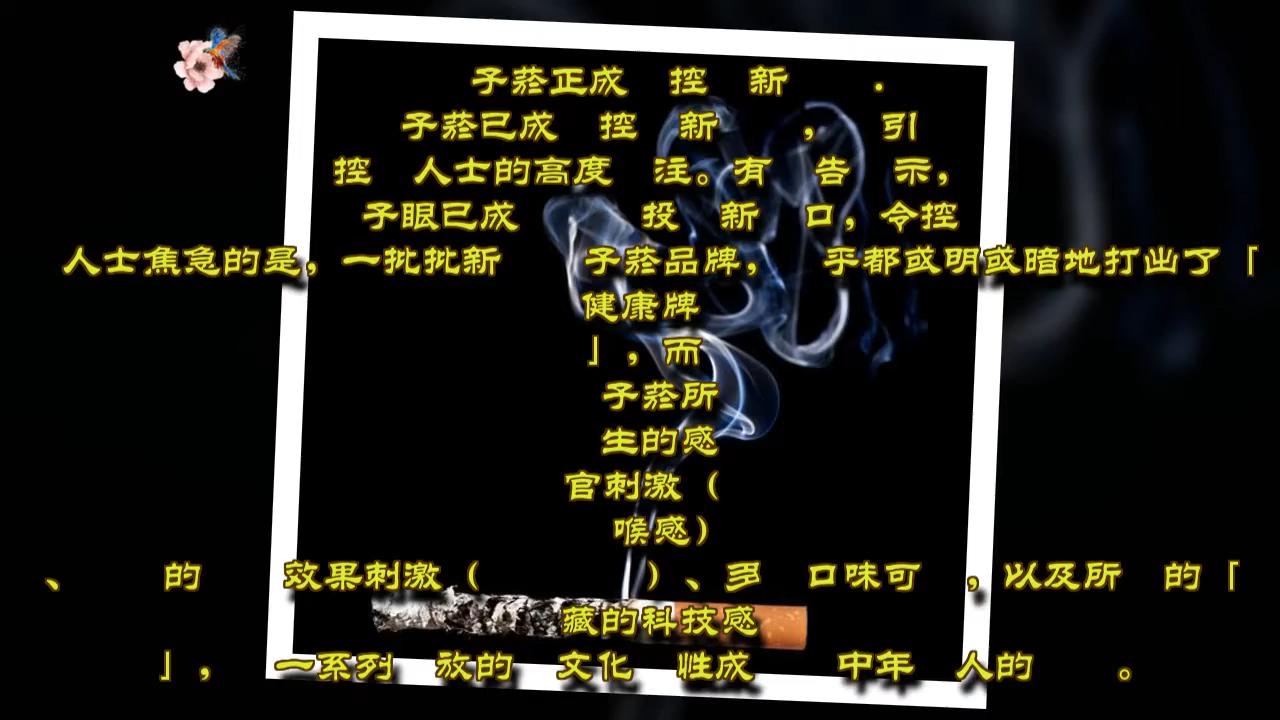 子菸正成 控 新 .
子菸已成 控 新 ， 引
控 人士的高度 注。有 告 示，
子眼已成 投 新 口，令控
人士焦急的是，一批批新 子菸品牌， 乎都或明或暗地打出了「
健康牌
」，而
子菸所
生的感
官刺激（
喉感）
、 的 效果刺激（ ）、多 口味可 ，以及所 的「
藏的科技感
」， 一系列 放的 文化 性成 中年 人的 。